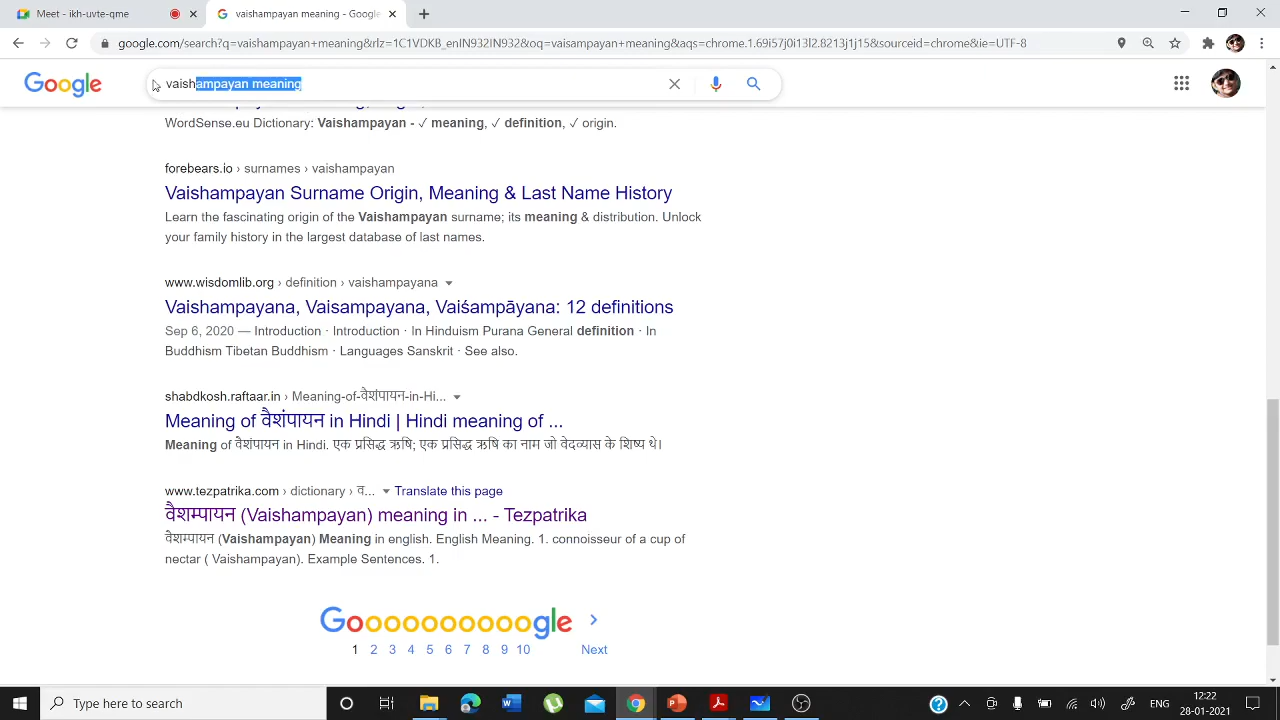 Meet - ikh-uvte-qme
vaishampayan meaning - Google
google.com/search?q=vaishampayan+meaning&rlz=1C1VDKB_enIN932IN932&oq=vaisampayan+meaning&aqs=chrome.1.69i57j0i13l2.8213j1j15&sourceid=chrome&ie=UTF-8
Google
vaishampayan meaning
WordSense.eu Dictionary: Vaishampayan - ✓ meaning, ✓ definition, ✓ origin.
forebears.io › surnames › vaishampayan
Vaishampayan Surname Origin, Meaning & Last Name History
Learn the fascinating origin of the Vaishampayan surname; its meaning & distribution. Unlock
your family history in the largest database of last names.
www.wisdomlib.org › definition › vaishampayana
Vaishampayana, Vaisampayana, Vaiśampāyana: 12 definitions
Sep 6, 2020 — Introduction · Introduction · In Hinduism Purana General definition · In
Buddhism Tibetan Buddhism · Languages Sanskrit · See also.
shabdkosh.raftaar.in › Meaning-of-वैशंपायन-in-Hi...
Meaning of वैशंपायन in Hindi | Hindi meaning of ...
Meaning of वैशंपायन in Hindi. एक प्रसिद्ध ऋषि; एक प्रसिद्ध ऋषि का नाम जो वेदव्यास के शिष्य थे।
www.tezpatrika.com › dictionary › व... Translate this page
वैशम्पायन (Vaishampayan) meaning in ... - Tezpatrika
वैशम्पायन (Vaishampayan) Meaning in english. English Meaning. 1. connoisseur of a cup of
nectar ( Vaishampayan). Example Sentences. 1.
Goooooooooogle
1 2 3 4 5 6 7 8 9 10 Next
Type here to search
ENG
12:22
28-01-2021